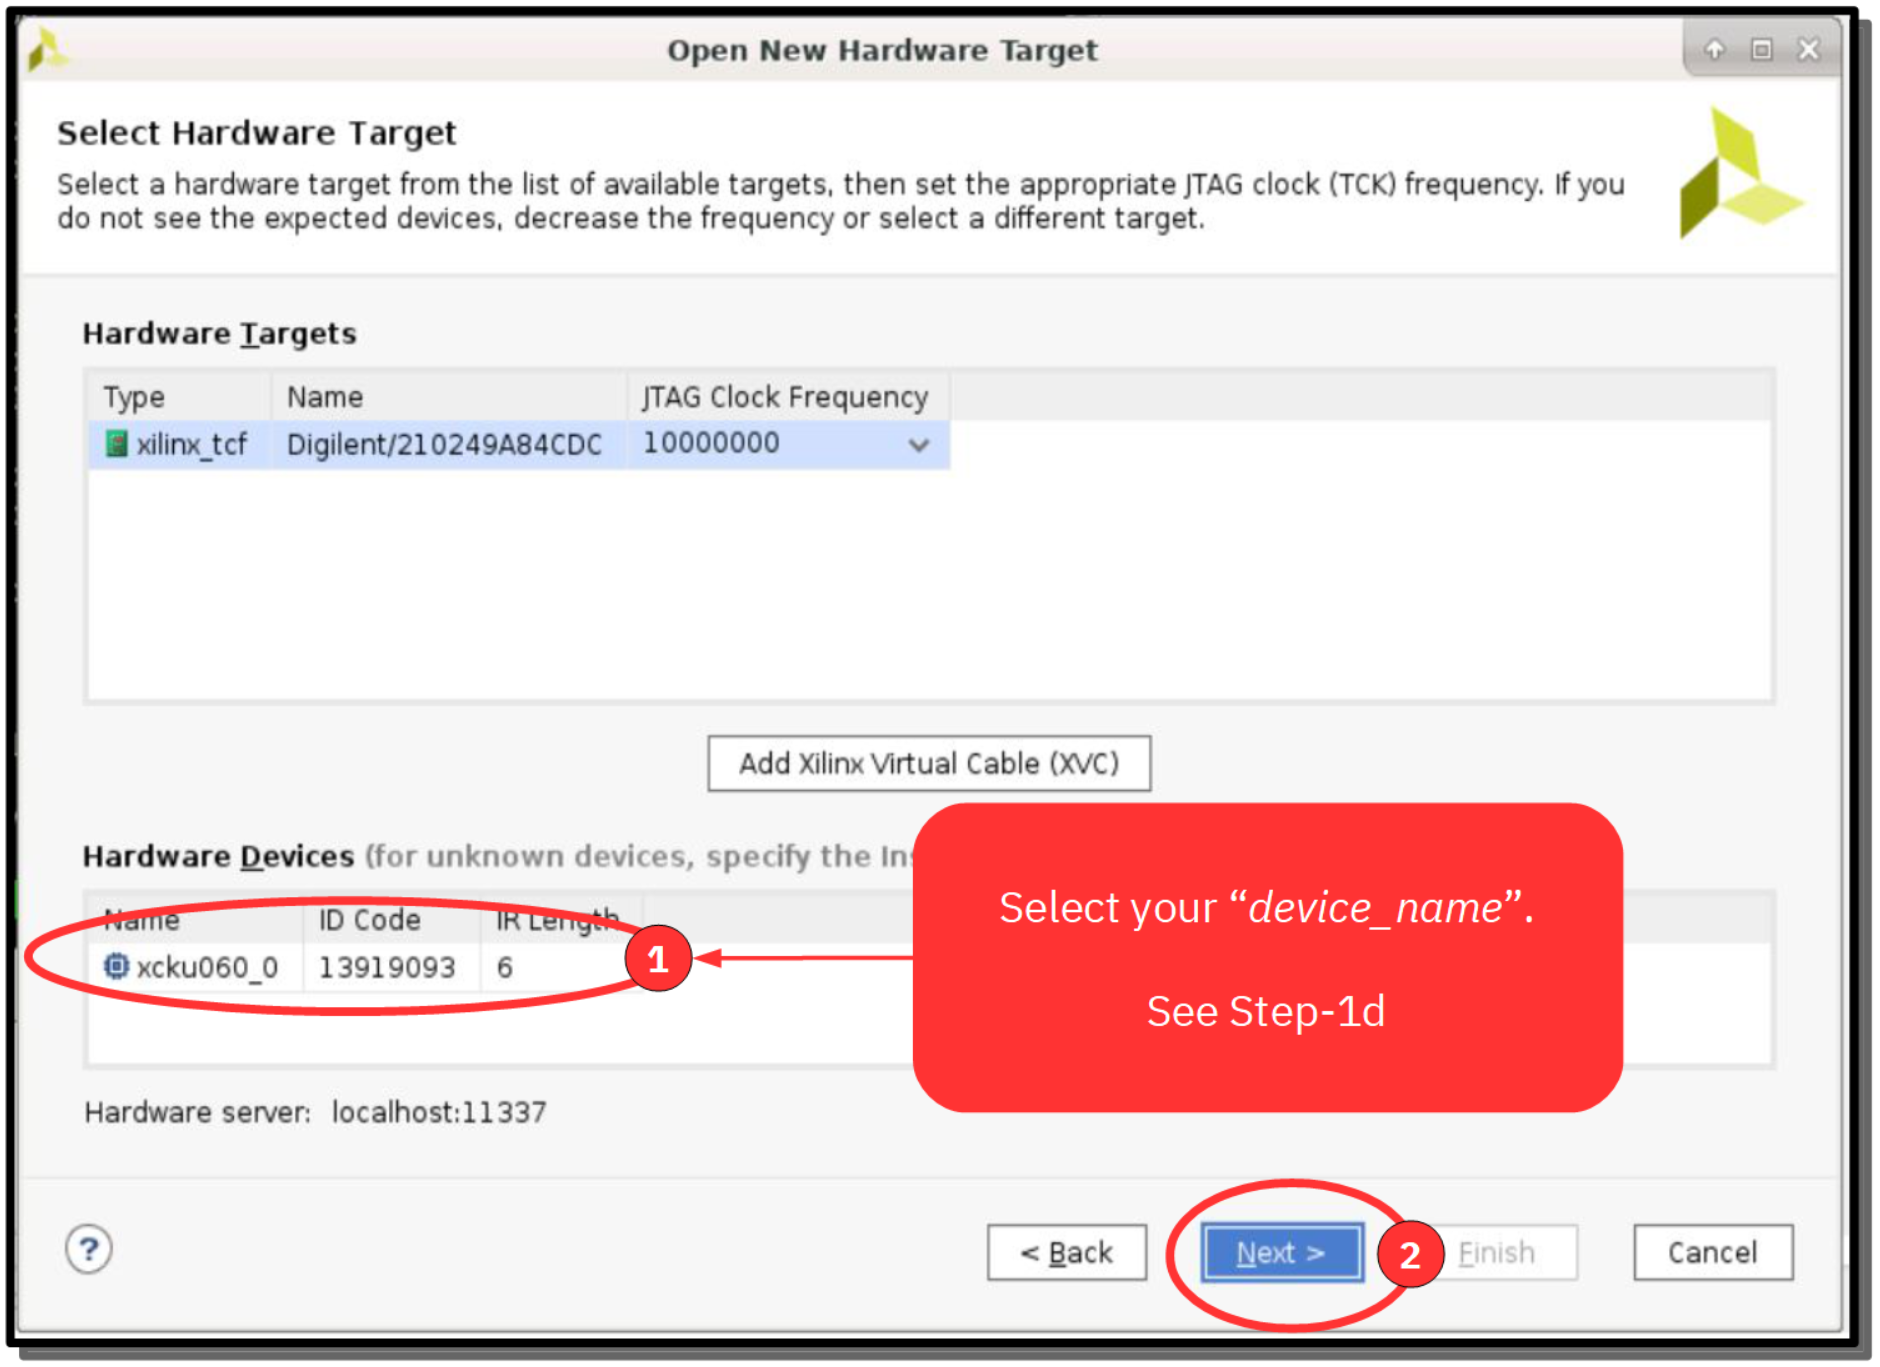 Open New Hardware Target
Select Hardware Target
Select a hardware target from the list of available targets, then set the appropriate JTAG clock (TCK) frequency. If you
do not see the expected devices, decrease the frequency or select a different target.
Hardware Targets
Type Name JTAG Clock Frequency
xilinx_tcf Digilent/210249A84CDC 10000000
Add Xilinx Virtual Cable (XVC)
Hardware Devices (for unknown devices, specify the
Name ID Code IR Length
xcku060_0 13919093 6
1
Select your “device_name”.
See Step-1d
Hardware server: localhost:11337
?
< Back Next > 2 Finish Cancel